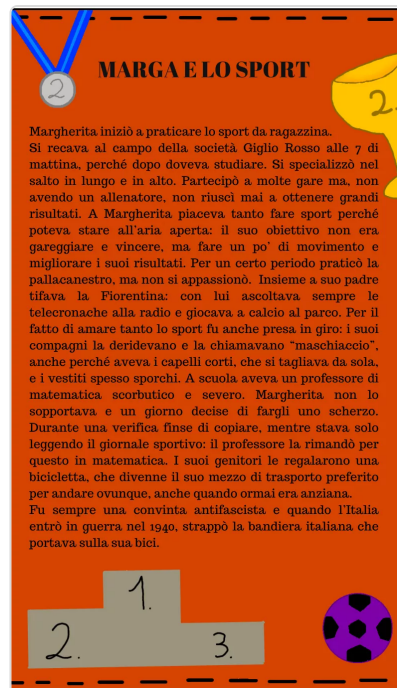 2
MARGA E LO SPORT
2.
Margherita iniziò a praticare lo sport da ragazzina.
Si recava al campo della società Giglio Rosso alle 7 di
mattina, perché dopo doveva studiare. Si specializzò nel
salto in lungo e in alto. Partecipò a molte gare ma, non
avendo un allenatore, non riuscì mai a ottenere grandi
risultati. A Margherita piaceva tanto fare sport perché
poteva stare all'aria aperta: il suo obiettivo non era
gareggiare e vincere, ma fare un po' di movimento e
migliorare i suoi risultati. Per un certo periodo praticò la
pallacanestro, ma non si appassionò. Insieme a suo padre
tifava la Fiorentina: con lui ascoltava sempre le
telecronache alla radio e giocava a calcio al parco. Per il
fatto di amare tanto lo sport fu anche presa in giro: i suoi
compagni la deridevano e la chiamavano "maschiaccio",
anche perché aveva i capelli corti, che si tagliava da sola,
e i vestiti spesso sporchi. A scuola aveva un professore di
matematica scorbutico e severo. Margherita non lo
sopportava e un giorno decise di fargli uno scherzo.
Durante una verifica finse di copiare, mentre stava solo
leggendo il giornale sportivo: il professore la rimandò per
questo in matematica. I suoi genitori le regalarono una
bicicletta, che divenne il suo mezzo di trasporto preferito
per andare ovunque, anche quando ormai era anziana.
Fu sempre una convinta antifascista e quando l'Italia
entrò in guerra nel 1940, strappò la bandiera italiana che
portava sulla sua bici.
1.
2.
3.